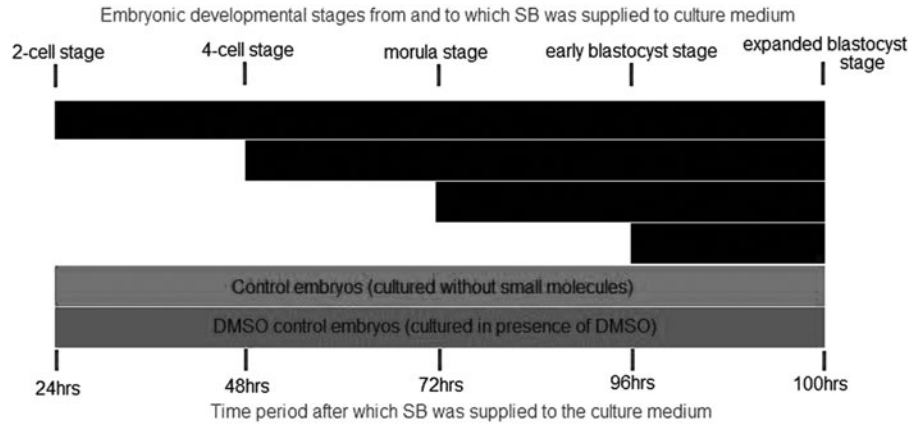 Embryonic developmental stages from and to which SB was supplied to culture medium
2-cell stage 4-cell stage morula stage early blastocyst stage expanded blastocyst
stage
Control embryos (cultured without small molecules)
DMSO control embryos (cultured in presence of DMSO)
24hrs 48hrs 72hrs 96hrs 100hrs
Time period after which SB was supplied to the culture medium